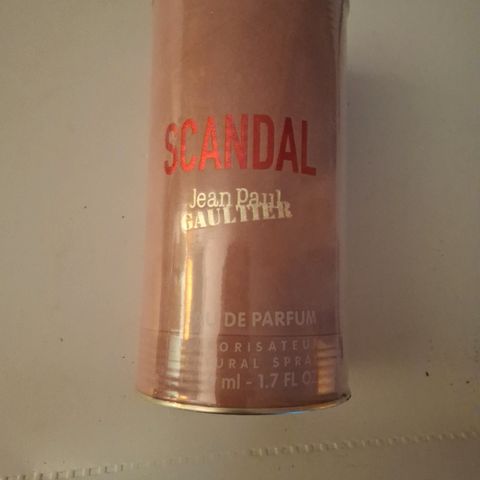 SCANDAL
Jean Paul
GAULTIER
DE PARFUM
ml - 1.7 FL